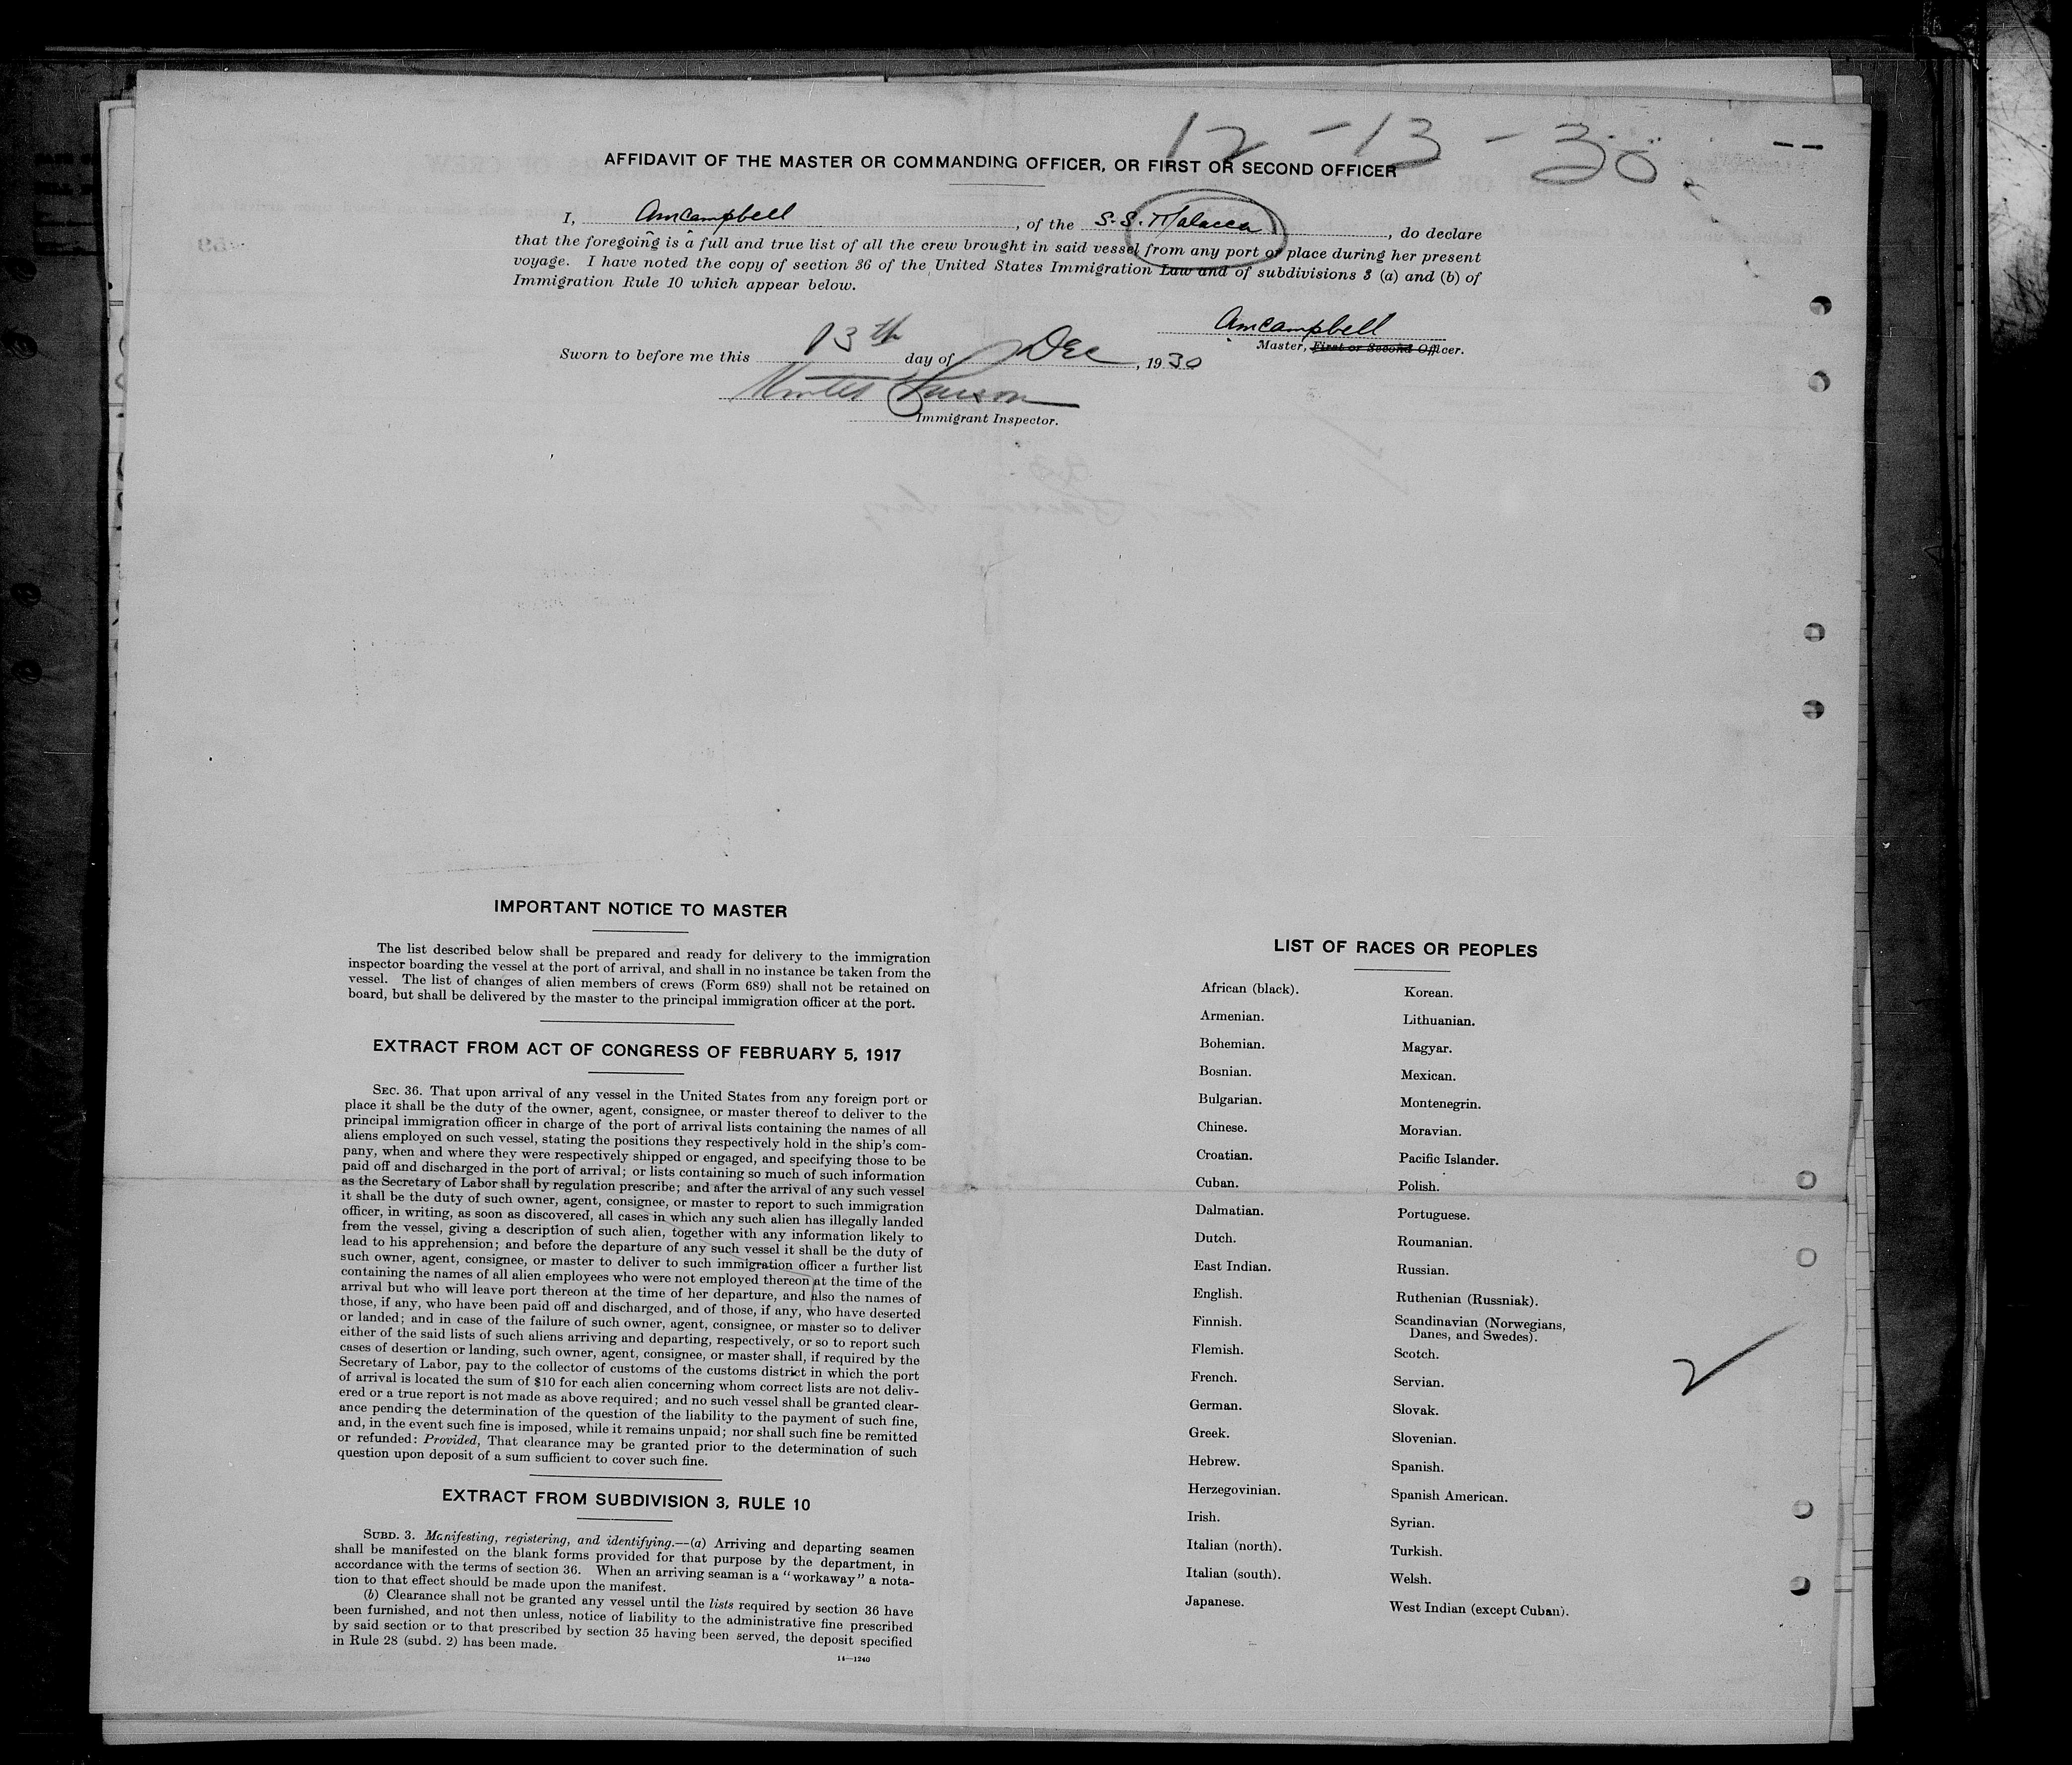 12-13-30
AFFIDAVIT OF THE MASTER OR COMMANDING OFFICER, OR FIRST OR SECOND OFFICER
I, AmCampbell, of the S.S. Malacca, do declare
that the foregoing is a full and true list of all the crew brought in said vessel from any port or place during her present
voyage. I have noted the copy of section 36 of the United States Immigration Law and of subdivisions 3 (a) and (b) of
Immigration Rule 10 which appear below.
AmCampbell
Master, First or Second Officer.
Sworn to before me this 13th day of Dec, 1930
Immigrant Inspector.
IMPORTANT NOTICE TO MASTER
The list described below shall be prepared and ready for delivery to the immigration
inspector boarding the vessel at the port of arrival, and shall in no instance be taken from the
vessel. The list of changes of alien members of crews (Form 689) shall not be retained on
board, but shall be delivered by the master to the principal immigration officer at the port.
EXTRACT FROM ACT OF CONGRESS OF FEBRUARY 5, 1917
SEC. 36. That upon arrival of any vessel in the United States from any foreign port or
place it shall be the duty of the owner, agent, consignee, or master thereof to deliver to the
principal immigration officer in charge of the port of arrival lists containing the names of all
aliens employed on such vessel, stating the positions they respectively hold in the ship's com-
pany, when and where they were respectively shipped or engaged, and specifying those to be
paid off and discharged in the port of arrival; or lists containing so much of such information
as the Secretary of Labor shall by regulation prescribe; and after the arrival of any such vessel
it shall be the duty of such owner, agent, consignee, or master to report to such immigration
officer, in writing, as soon as discovered, all cases in which any such alien has illegally landed
from the vessel, giving a description of such alien, together with any information likely to
lead to his apprehension; and before the departure of any such vessel it shall be the duty of
such owner, agent, consignee, or master to deliver to such immigration officer a further list
containing the names of all alien employees who were not employed thereon at the time of the
arrival but who will leave port thereon at the time of her departure, and also the names of
those, if any, who have been paid off and discharged, and of those, if any, who have deserted
or landed; and in case of the failure of such owner, agent, consignee, or master so to deliver
either of the said lists of such aliens arriving and departing, respectively, or so to report such
cases of desertion or landing, such owner, agent, consignee, or master shall, if required by the
Secretary of Labor, pay to the collector of customs of the customs district in which the port
of arrival is located the sum of $10 for each alien concerning whom correct lists are not deliv-
ered or a true report is not made as above required; and no such vessel shall be granted clear-
ance pending the determination of the question of the liability to the payment of such fine,
and, in the event such fine is imposed, while it remains unpaid; nor shall such fine be remitted
or refunded: Provided, That clearance may be granted prior to the determination of such
question upon deposit of a sum sufficient to cover such fine.
EXTRACT FROM SUBDIVISION 3, RULE 10
SUBD. 3. Manifesting, registering, and identifying.—(a) Arriving and departing seamen
shall be manifested on the blank forms provided for that purpose by the department, in
accordance with the terms of section 36. When an arriving seaman is a "workaway" a nota-
tion to that effect should be made upon the manifest.
(b) Clearance shall not be granted any vessel until the lists required by section 36 have
been furnished, and not then unless, notice of liability to the administrative fine prescribed
by said section or to that prescribed by section 35 having been served, the deposit specified
in Rule 28 (subd. 2) has been made.
14—1240
LIST OF RACES OR PEOPLES
African (black).
Armenian.
Bohemian.
Bosnian.
Bulgarian.
Chinese.
Croatian.
Cuban.
Dalmatian.
Dutch.
East Indian.
English.
Finnish.
Flemish.
French.
German.
Greek.
Hebrew.
Herzegovinian.
Irish.
Italian (north).
Italian (south).
Japanese.
Korean.
Lithuanian.
Magyar.
Mexican.
Montenegrin.
Moravian.
Pacific Islander.
Polish.
Portuguese.
Roumanian.
Russian.
Ruthenian (Russniak).
Scandinavian (Norwegians,
Danes, and Swedes).
Scotch.
Servian.
Slovak.
Slovenian.
Spanish.
Spanish American.
Syrian.
Turkish.
Welsh.
West Indian (except Cuban).